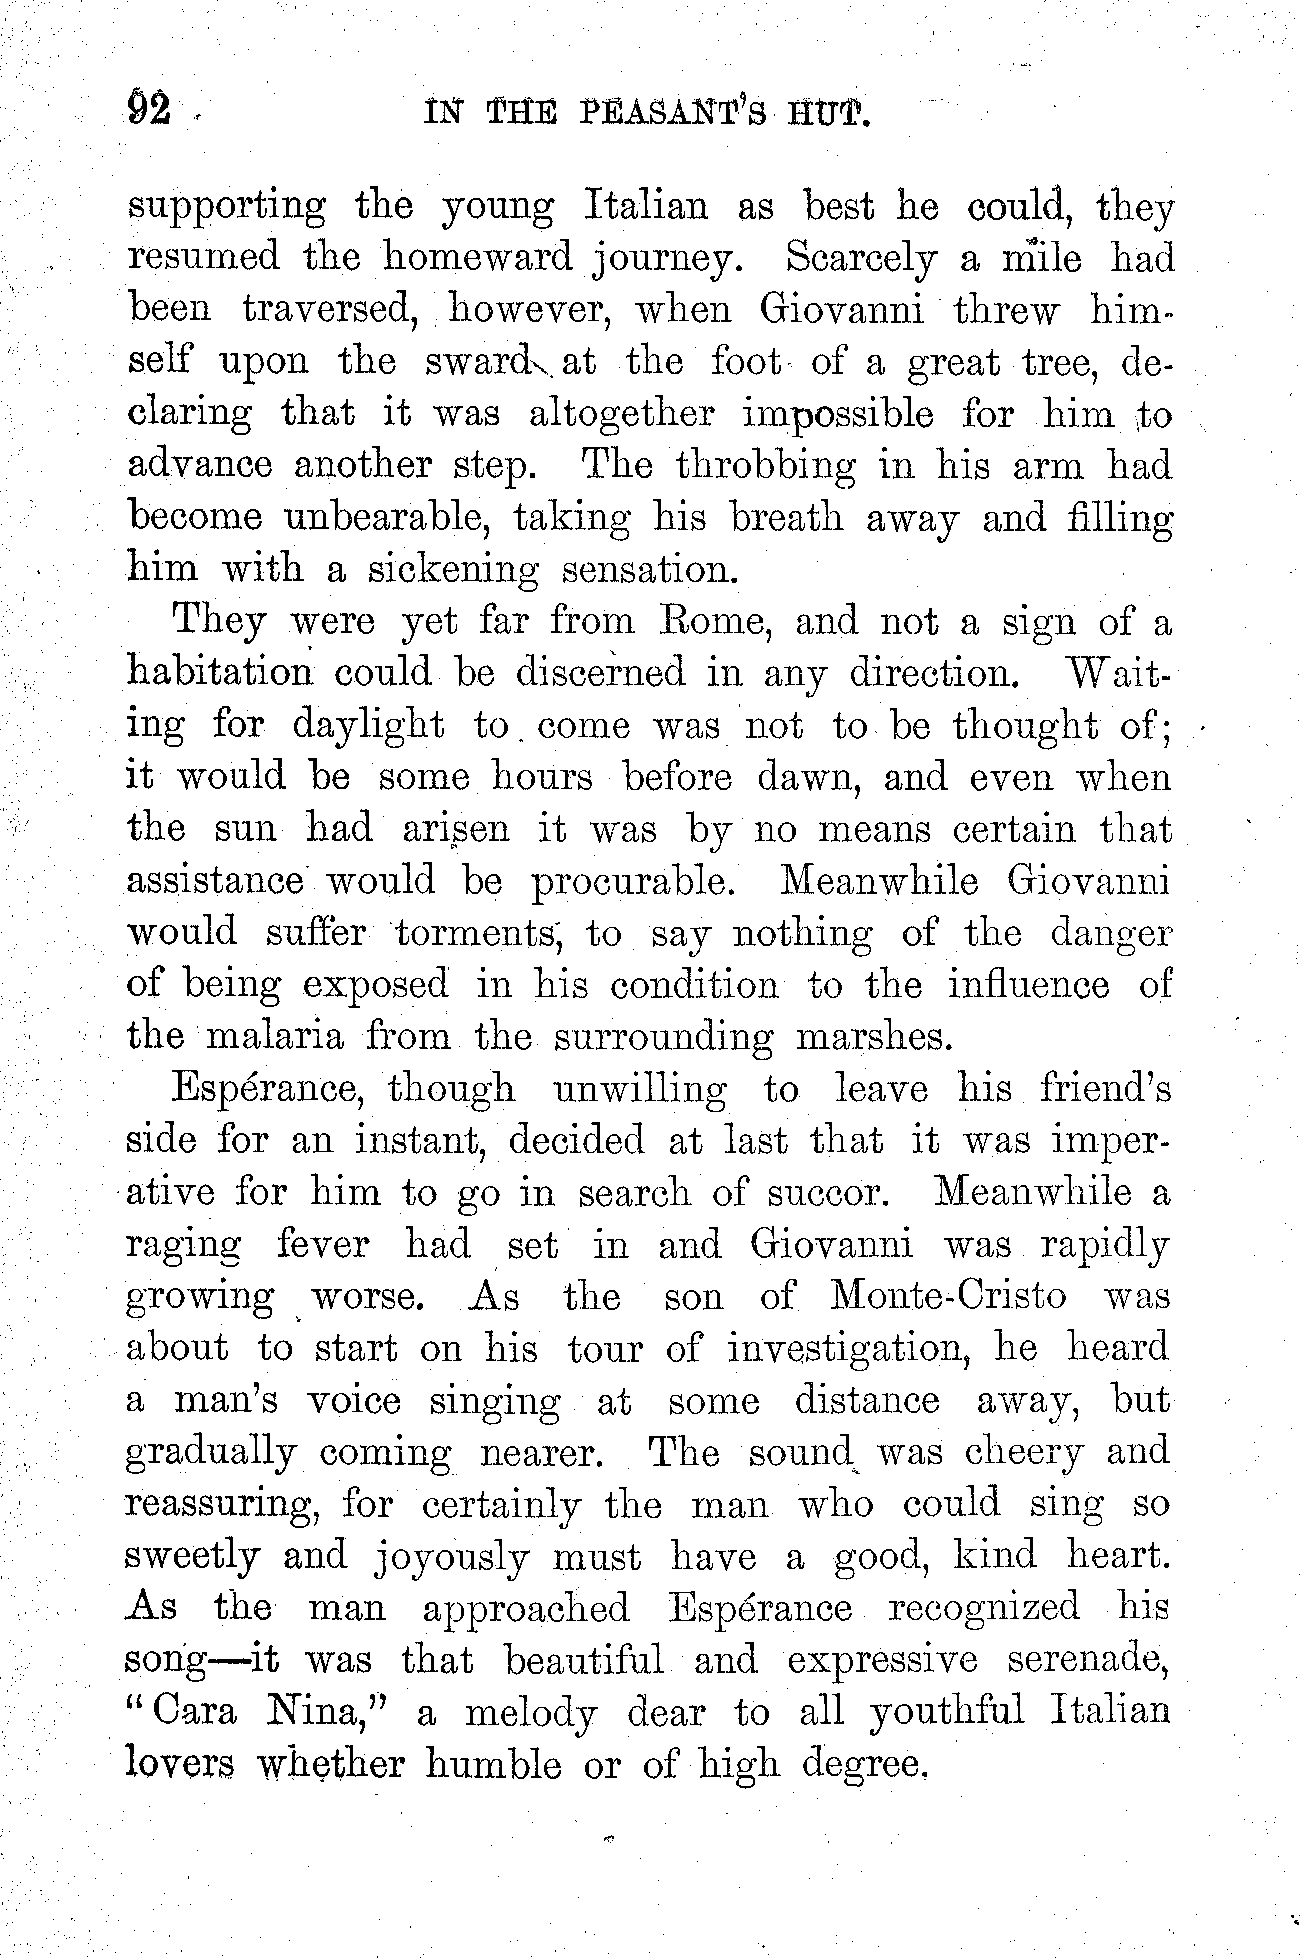 92 IN THE PEASANT'S HUT.
supporting the young Italian as best he could, they
resumed the homeward journey. Scarcely a mile had
been traversed, however, when Giovanni threw him-
self upon the sward at the foot of a great tree, de-
claring that it was altogether impossible for him to
advance another step. The throbbing in his arm had
become unbearable, taking his breath away and filling
him with a sickening sensation.
They were yet far from Rome, and not a sign of a
habitation could be discerned in any direction. Wait-
ing for daylight to come was not to be thought of;
it would be some hours before dawn, and even when
the sun had arisen it was by no means certain that
assistance would be procurable. Meanwhile Giovanni
would suffer torments, to say nothing of the danger
of being exposed in his condition to the influence of
the malaria from the surrounding marshes.
Espérance, though unwilling to leave his friend's
side for an instant, decided at last that it was imper-
ative for him to go in search of succor. Meanwhile a
raging fever had set in and Giovanni was rapidly
growing worse. As the son of Monte-Cristo was
about to start on his tour of investigation, he heard
a man's voice singing at some distance away, but
gradually coming nearer. The sound was cheery and
reassuring, for certainly the man who could sing so
sweetly and joyously must have a good, kind heart.
As the man approached Espérance recognized his
song—it was that beautiful and expressive serenade,
"Cara Nina," a melody dear to all youthful Italian
lovers whether humble or of high degree.